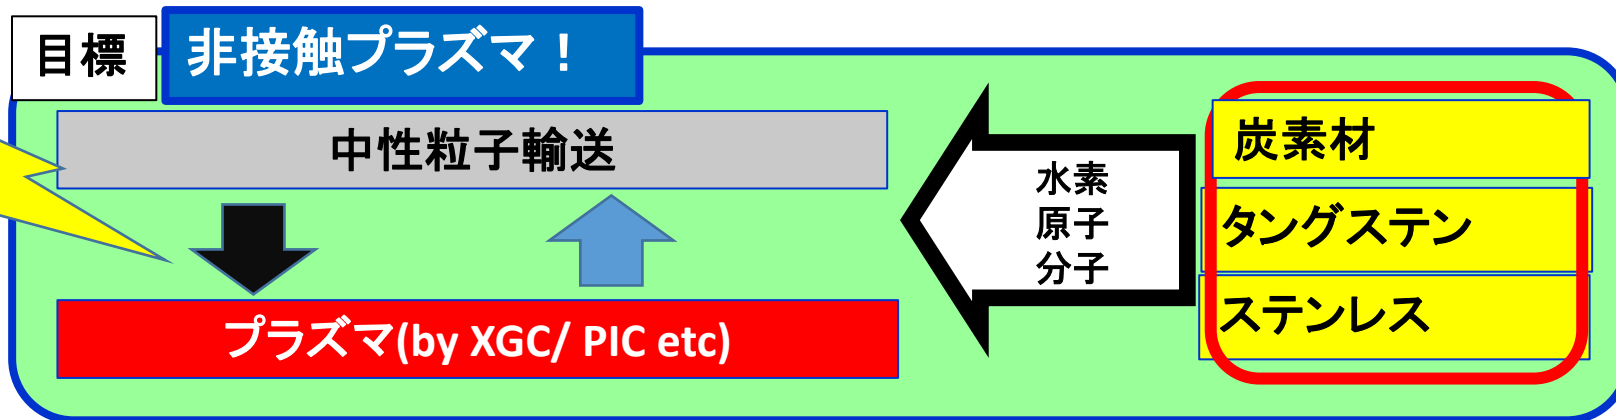 目標
非接触プラズマ！
中性粒子輸送
プラズマ(by XGC/ PIC etc)
水素
原子
分子
炭素材
タングステン
ステンレス